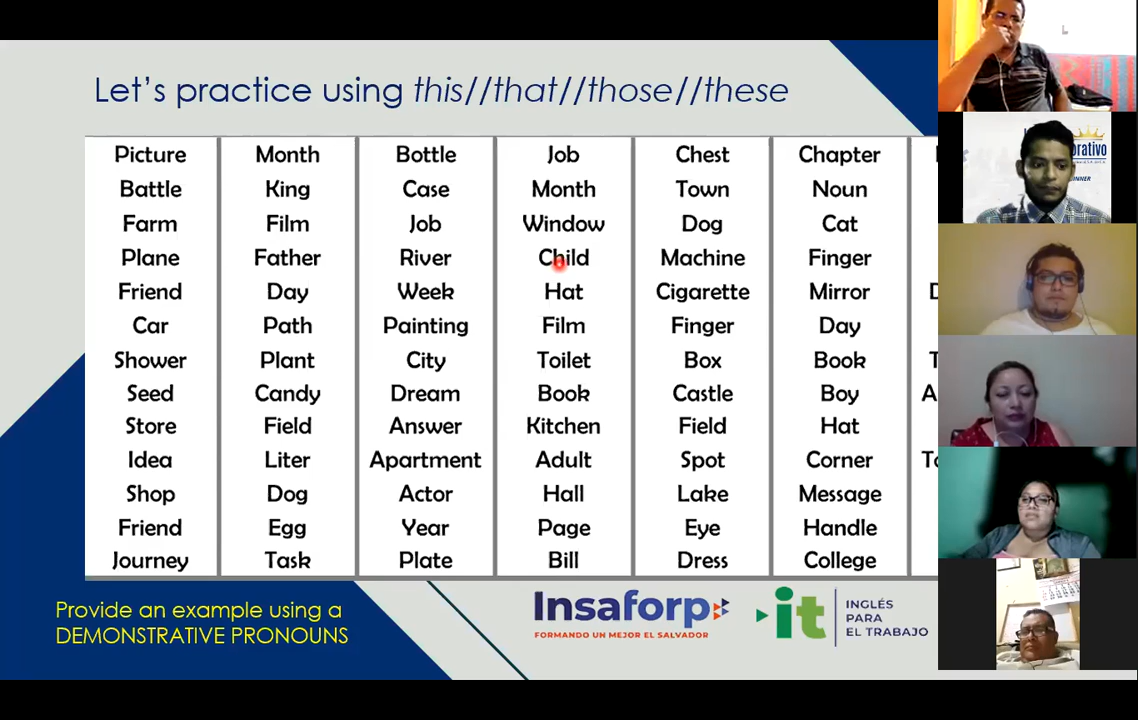 Let's practice using this//that//those//these
Picture Month Bottle Job Chest Chapter
Battle King Case Month Town Noun
Farm Film Job Window Dog Cat
Plane Father River Child Machine Finger
Friend Day Week Hat Cigarette Mirror
Car Path Painting Film Finger Day
Shower Plant City Toilet Box Book
Seed Candy Dream Book Castle Boy
Store Field Answer Kitchen Field Hat
Idea Liter Apartment Adult Spot Corner
Shop Dog Actor Hall Lake Message
Friend Egg Year Page Eye Handle
Journey Task Plate Bill Dress College
Provide an example using a
DEMONSTRATIVE PRONOUNS
Insaforp
FORMANDO UN MEJOR EL SALVADOR
it
INGLÉS
PARA
EL TRABAJO